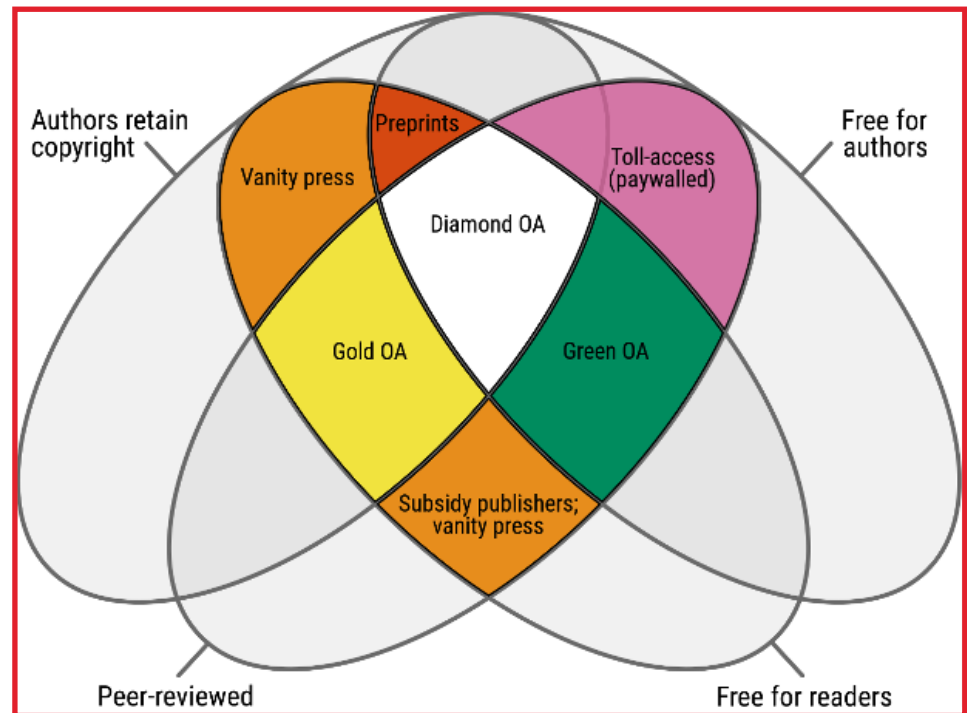 Authors retain
copyright
Free for
authors
Preprints
Vanity press
Toll-access
(paywalled)
Diamond OA
Gold OA
Green OA
Subsidy publishers;
vanity press
Peer-reviewed
Free for readers